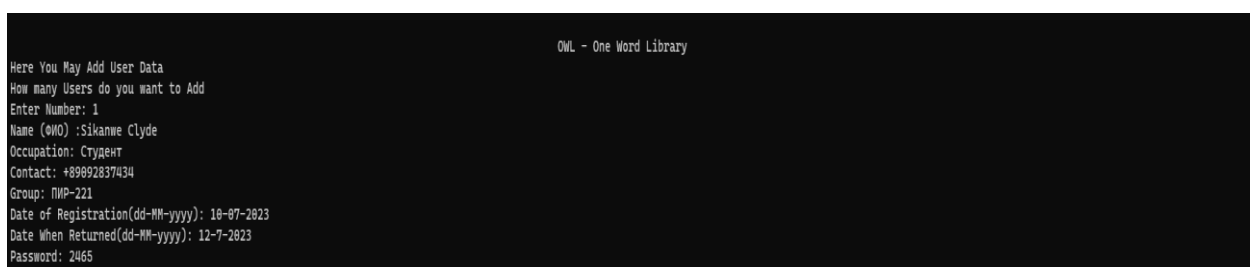 OWL - One Word Library
Here You May Add User Data
How many Users do you want to Add
Enter Number: 1
Name (ФИО) :Sikanwe Clyde
Occupation: Студент
Contact: +89092837434
Group: ПИР-221
Date of Registration(dd-MM-yyyy): 10-07-2023
Date When Returned(dd-MM-yyyy): 12-7-2023
Password: 2465